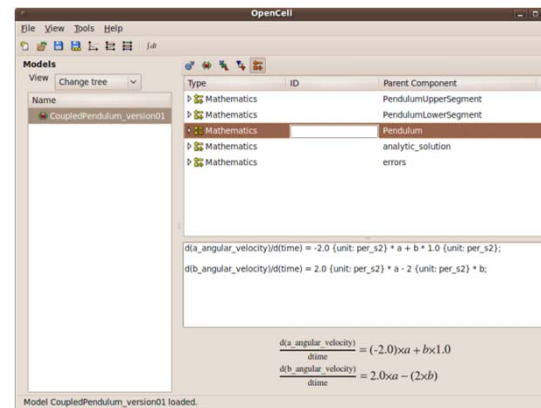 OpenCell
File View Tools Help
∫dt
Models
View Change tree
Name
CoupledPendulum_version01
Type ID Parent Component
Mathematics PendulumUpperSegment
Mathematics PendulumLowerSegment
Mathematics Pendulum
Mathematics analytic_solution
Mathematics errors
d(a_angular_velocity)/d(time) = -2.0 {unit: per_s2} * a + b * 1.0 {unit: per_s2};
d(b_angular_velocity)/d(time) = 2.0 {unit: per_s2} * a - 2 {unit: per_s2} * b;
d(a_angular_velocity)
dtime
= (-2.0)×a + b×1.0
d(b_angular_velocity)
dtime
= 2.0×a − (2×b)
Model CoupledPendulum_version01 loaded.